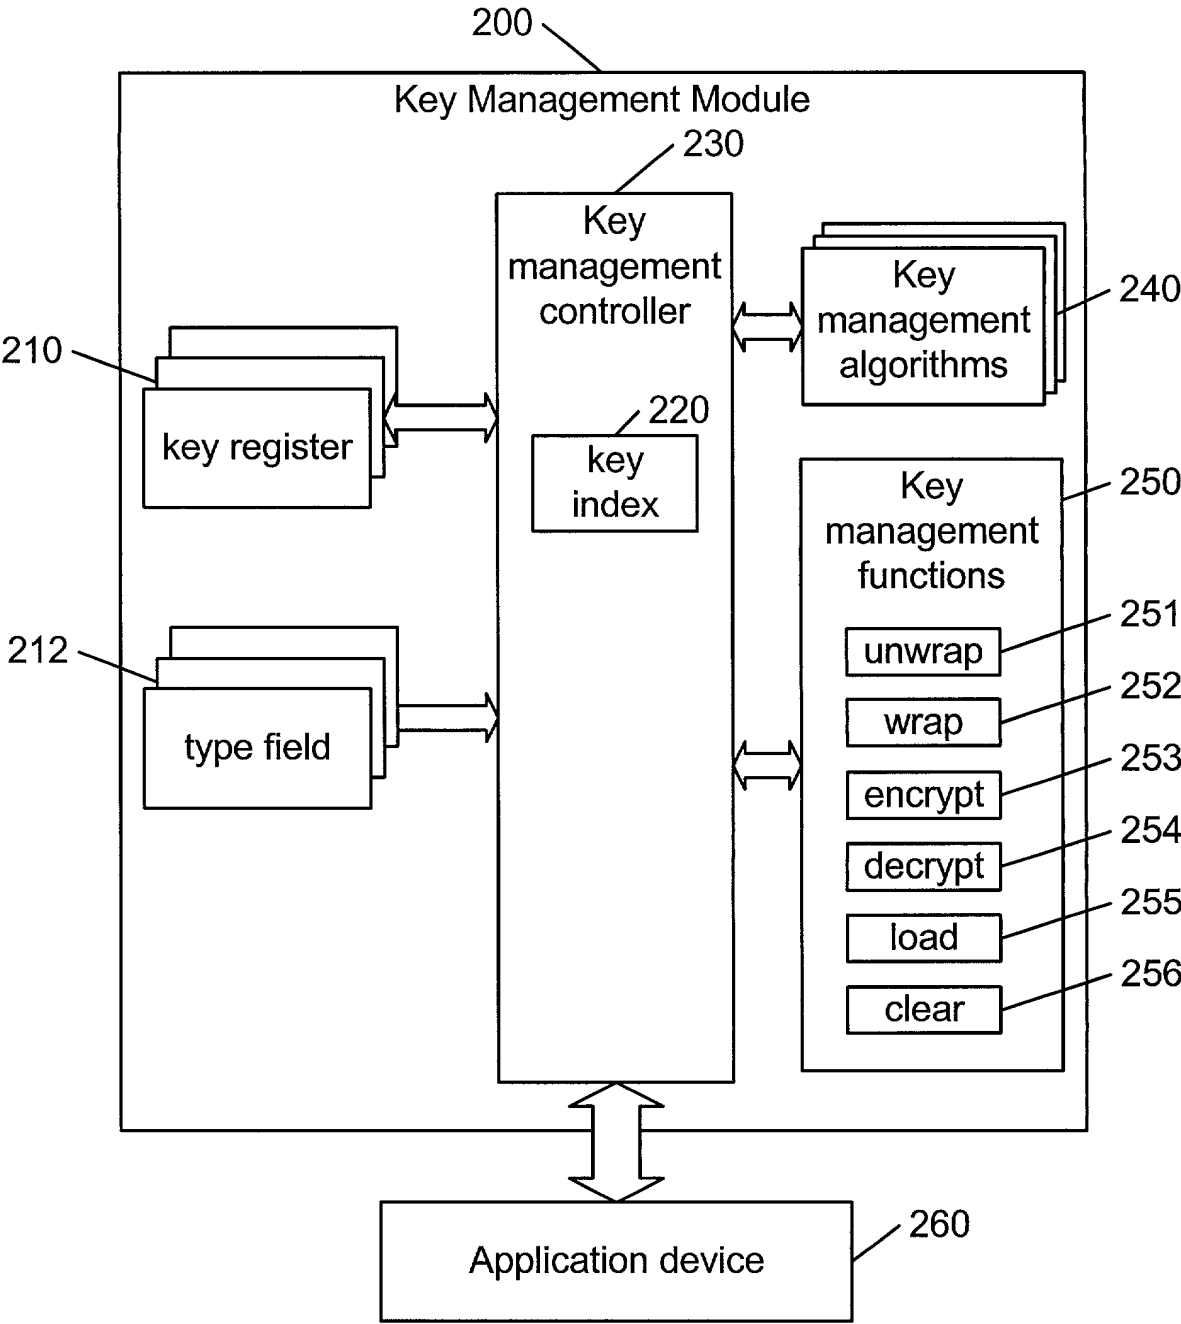 200
Key Management Module
230
Key
management
controller
Key
management
algorithms
240
210
key register
220
key
index
Key
management
functions
250
212
type field
unwrap
251
wrap
252
encrypt
253
decrypt
254
load
255
clear
256
Application device
260